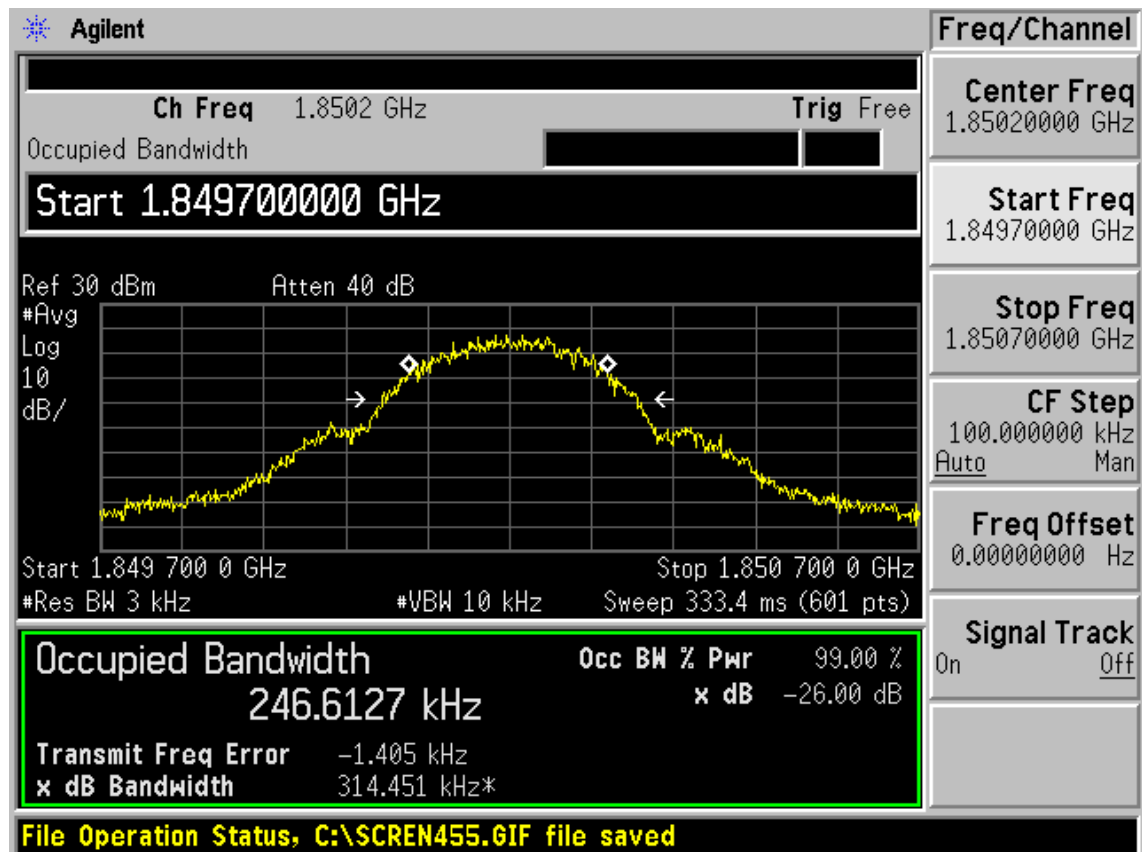 Agilent
Freq/Channel
Ch Freq 1.8502 GHz Trig Free
Occupied Bandwidth
Start 1.849700000 GHz
Ref 30 dBm Atten 40 dB
#Avg
Log
10
dB/
Start 1.849 700 0 GHz Stop 1.850 700 0 GHz
#Res BW 3 kHz #VBW 10 kHz Sweep 333.4 ms (601 pts)
Occupied Bandwidth
246.6127 kHz
Occ BW % Pwr 99.00 %
x dB -26.00 dB
Transmit Freq Error -1.405 kHz
x dB Bandwidth 314.451 kHz*
File Operation Status, C:\SCREN455.GIF file saved
Center Freq
1.85020000 GHz
Start Freq
1.84970000 GHz
Stop Freq
1.85070000 GHz
CF Step
100.000000 kHz
Auto Man
Freq Offset
0.00000000 Hz
Signal Track
On Off